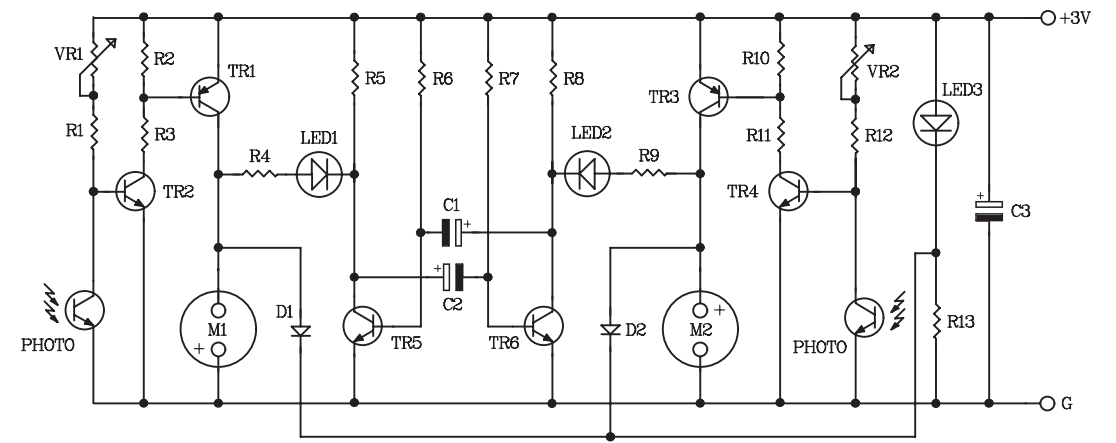 +3V
VR1
R2
TR1
R5
R6
R7
R8
TR3
R10
VR2
LED3
R1
R3
LED1
LED2
R11
R12
R4
R9
TR2
TR4
C1
+
+
C3
+
C2
D1
M1
+
TR5
TR6
D2
M2
+
R13
PHOTO
PHOTO
G